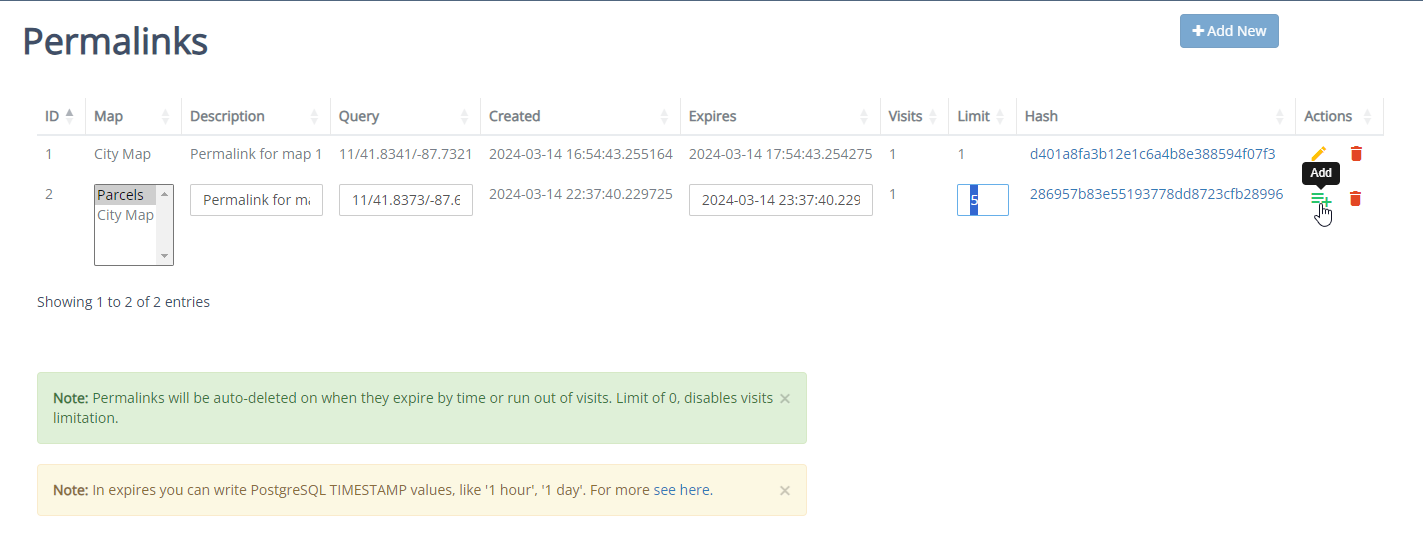 Permalinks
Add New
ID Map Description Query Created Expires Visits Limit Hash Actions
1 City Map Permalink for map 1 11/41.8341/-87.7321 2024-03-14 16:54:43.255164 2024-03-14 17:54:43.254275 1 1 d401a8fa3b12e1c6a4b8e388594f07f3
Add
2 Parcels Permalink for ma 11/41.8373/-87.6 2024-03-14 22:37:40.229725 2024-03-14 23:37:40.229 1 5 286957b83e55193778dd8723cfb28996
City Map
Showing 1 to 2 of 2 entries
Note: Permalinks will be auto-deleted on when they expire by time or run out of visits. Limit of 0, disables visits ×
limitation.
Note: In expires you can write PostgreSQL TIMESTAMP values, like '1 hour', '1 day'. For more see here. ×